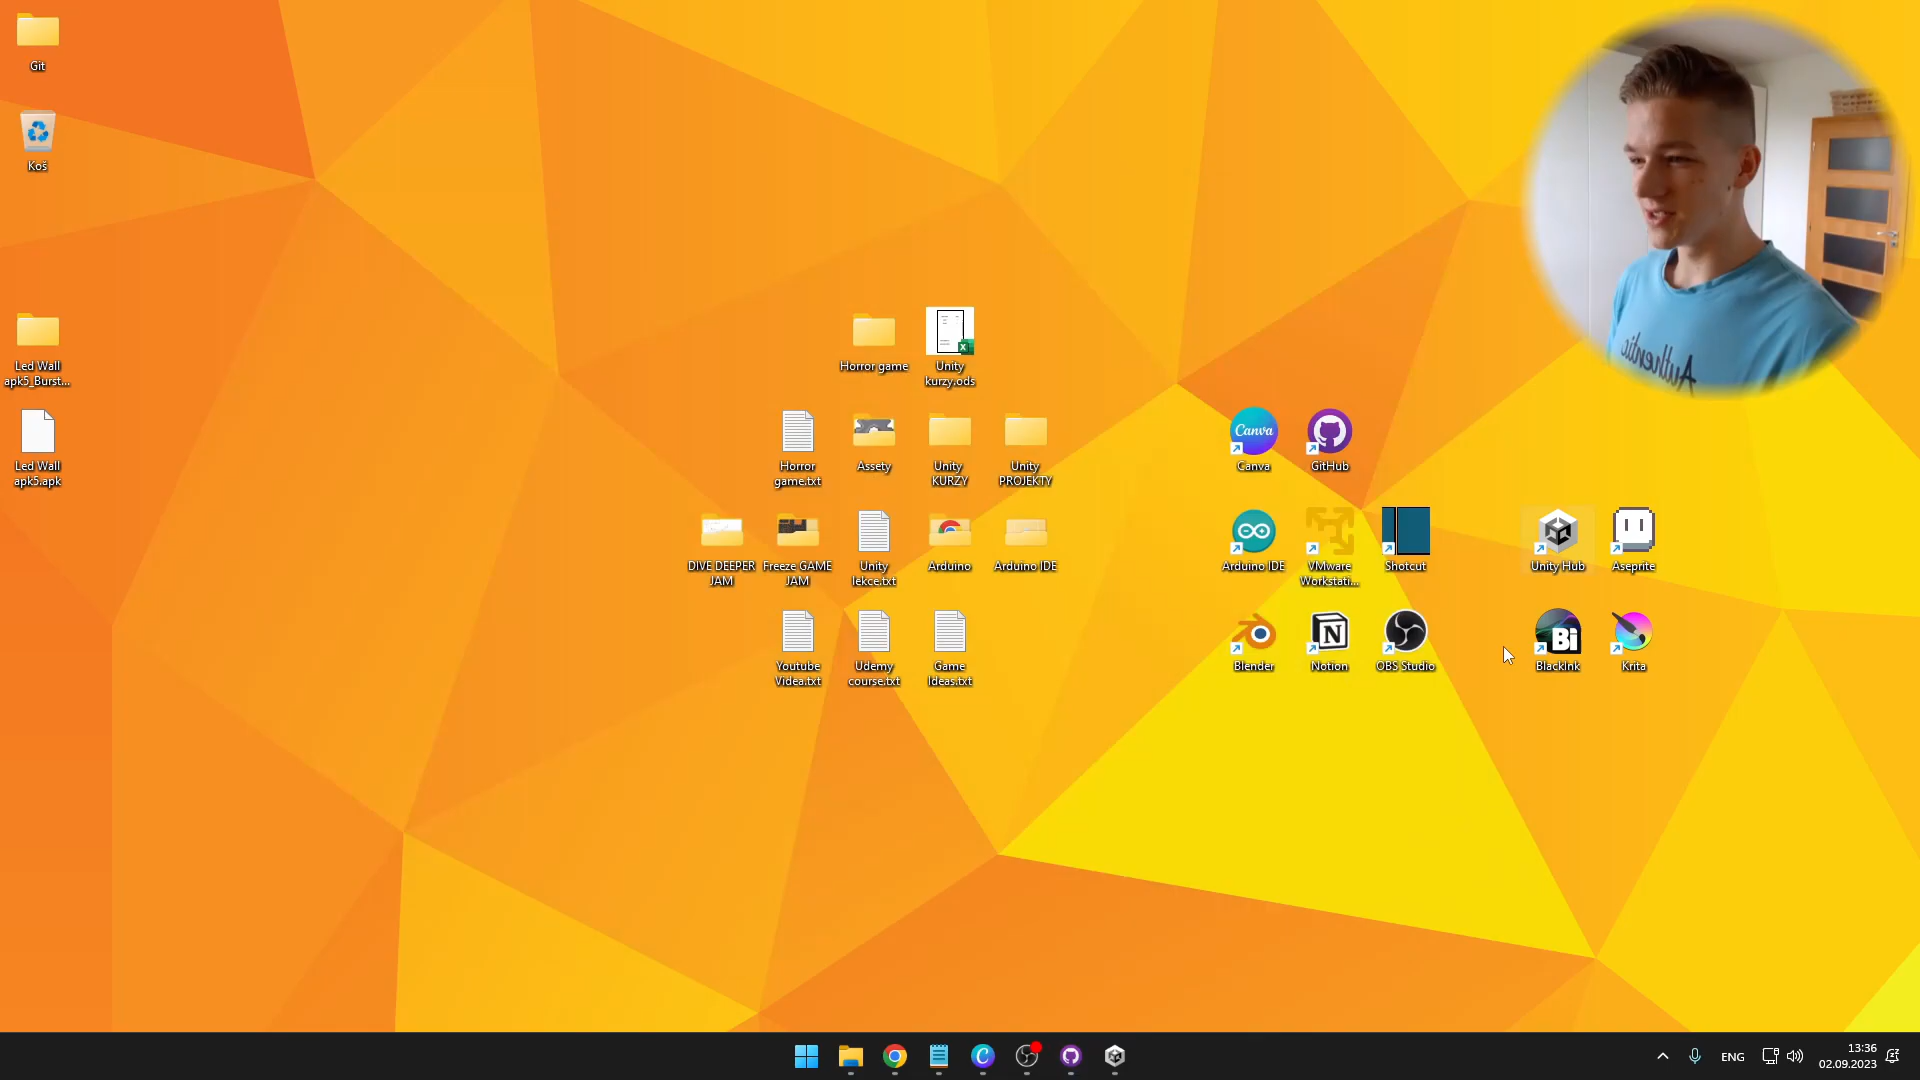 Git
Koš
Led Wall
apk5_Burst...
Led Wall
apk5.apk
Horror game
Unity
kurzy.ods
Horror
game.txt
Assety
Unity
KURZY
Unity
PROJEKTY
DIVE DEEPER
JAM
Freeze GAME
JAM
Unity
lekce.txt
Arduino
Arduino IDE
Youtube
Videa.txt
Udemy
course.txt
Game
Ideas.txt
Canva
Canva
GitHub
Arduino IDE
VMware
Workstati...
Shotcut
Blender
N
Notion
OBS Studio
Unity Hub
Aseprite
Bi
BlackInk
Krita
Authentic
ENG
13:36
02.09.2023